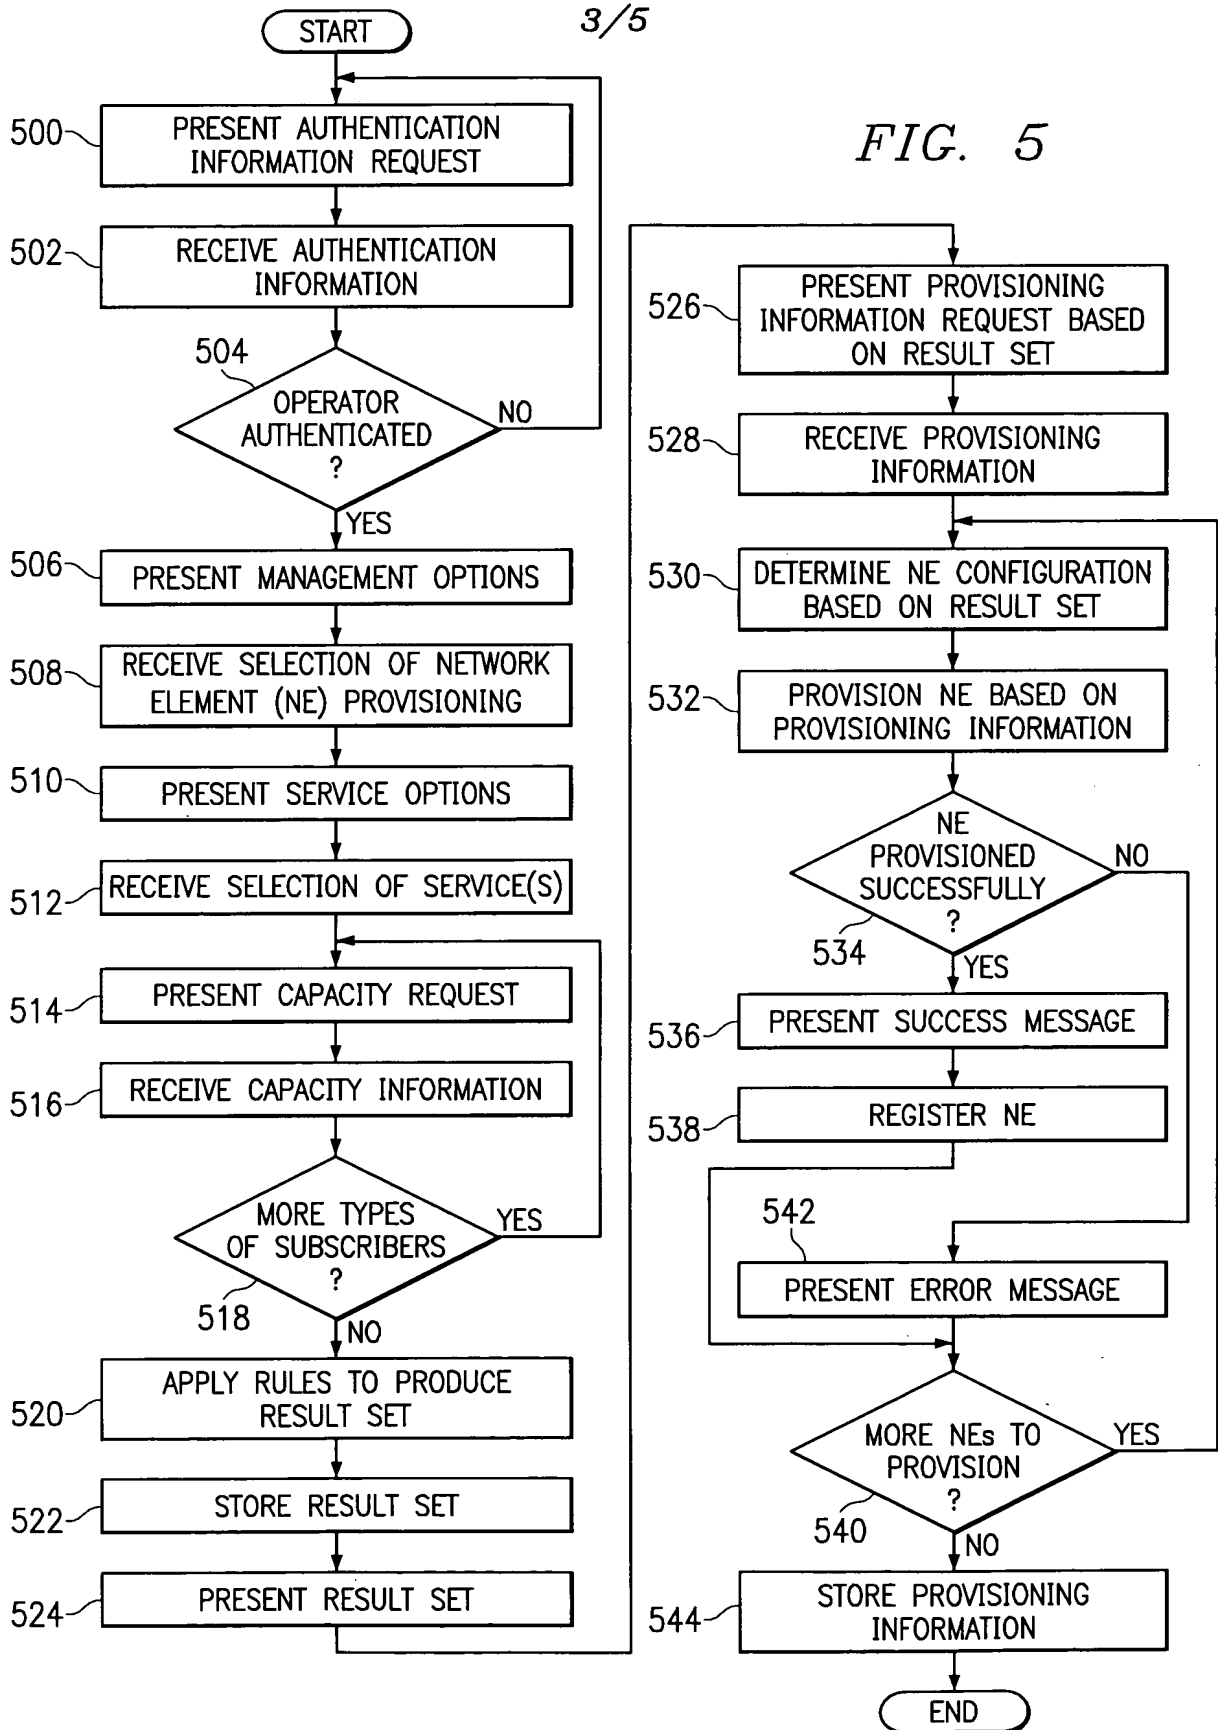 3/5
FIG. 5
START
500
PRESENT AUTHENTICATION
INFORMATION REQUEST
502
RECEIVE AUTHENTICATION
INFORMATION
504
OPERATOR
AUTHENTICATED
?
NO
YES
506
PRESENT MANAGEMENT OPTIONS
508
RECEIVE SELECTION OF NETWORK
ELEMENT (NE) PROVISIONING
510
PRESENT SERVICE OPTIONS
512
RECEIVE SELECTION OF SERVICE(S)
514
PRESENT CAPACITY REQUEST
516
RECEIVE CAPACITY INFORMATION
MORE TYPES
OF SUBSCRIBERS
?
YES
518
NO
520
APPLY RULES TO PRODUCE
RESULT SET
522
STORE RESULT SET
524
PRESENT RESULT SET
526
PRESENT PROVISIONING
INFORMATION REQUEST BASED
ON RESULT SET
528
RECEIVE PROVISIONING
INFORMATION
530
DETERMINE NE CONFIGURATION
BASED ON RESULT SET
532
PROVISION NE BASED ON
PROVISIONING INFORMATION
NE
PROVISIONED
SUCCESSFULLY
?
NO
534
YES
536
PRESENT SUCCESS MESSAGE
538
REGISTER NE
542
PRESENT ERROR MESSAGE
MORE NEs TO
PROVISION
?
YES
540
NO
544
STORE PROVISIONING
INFORMATION
END